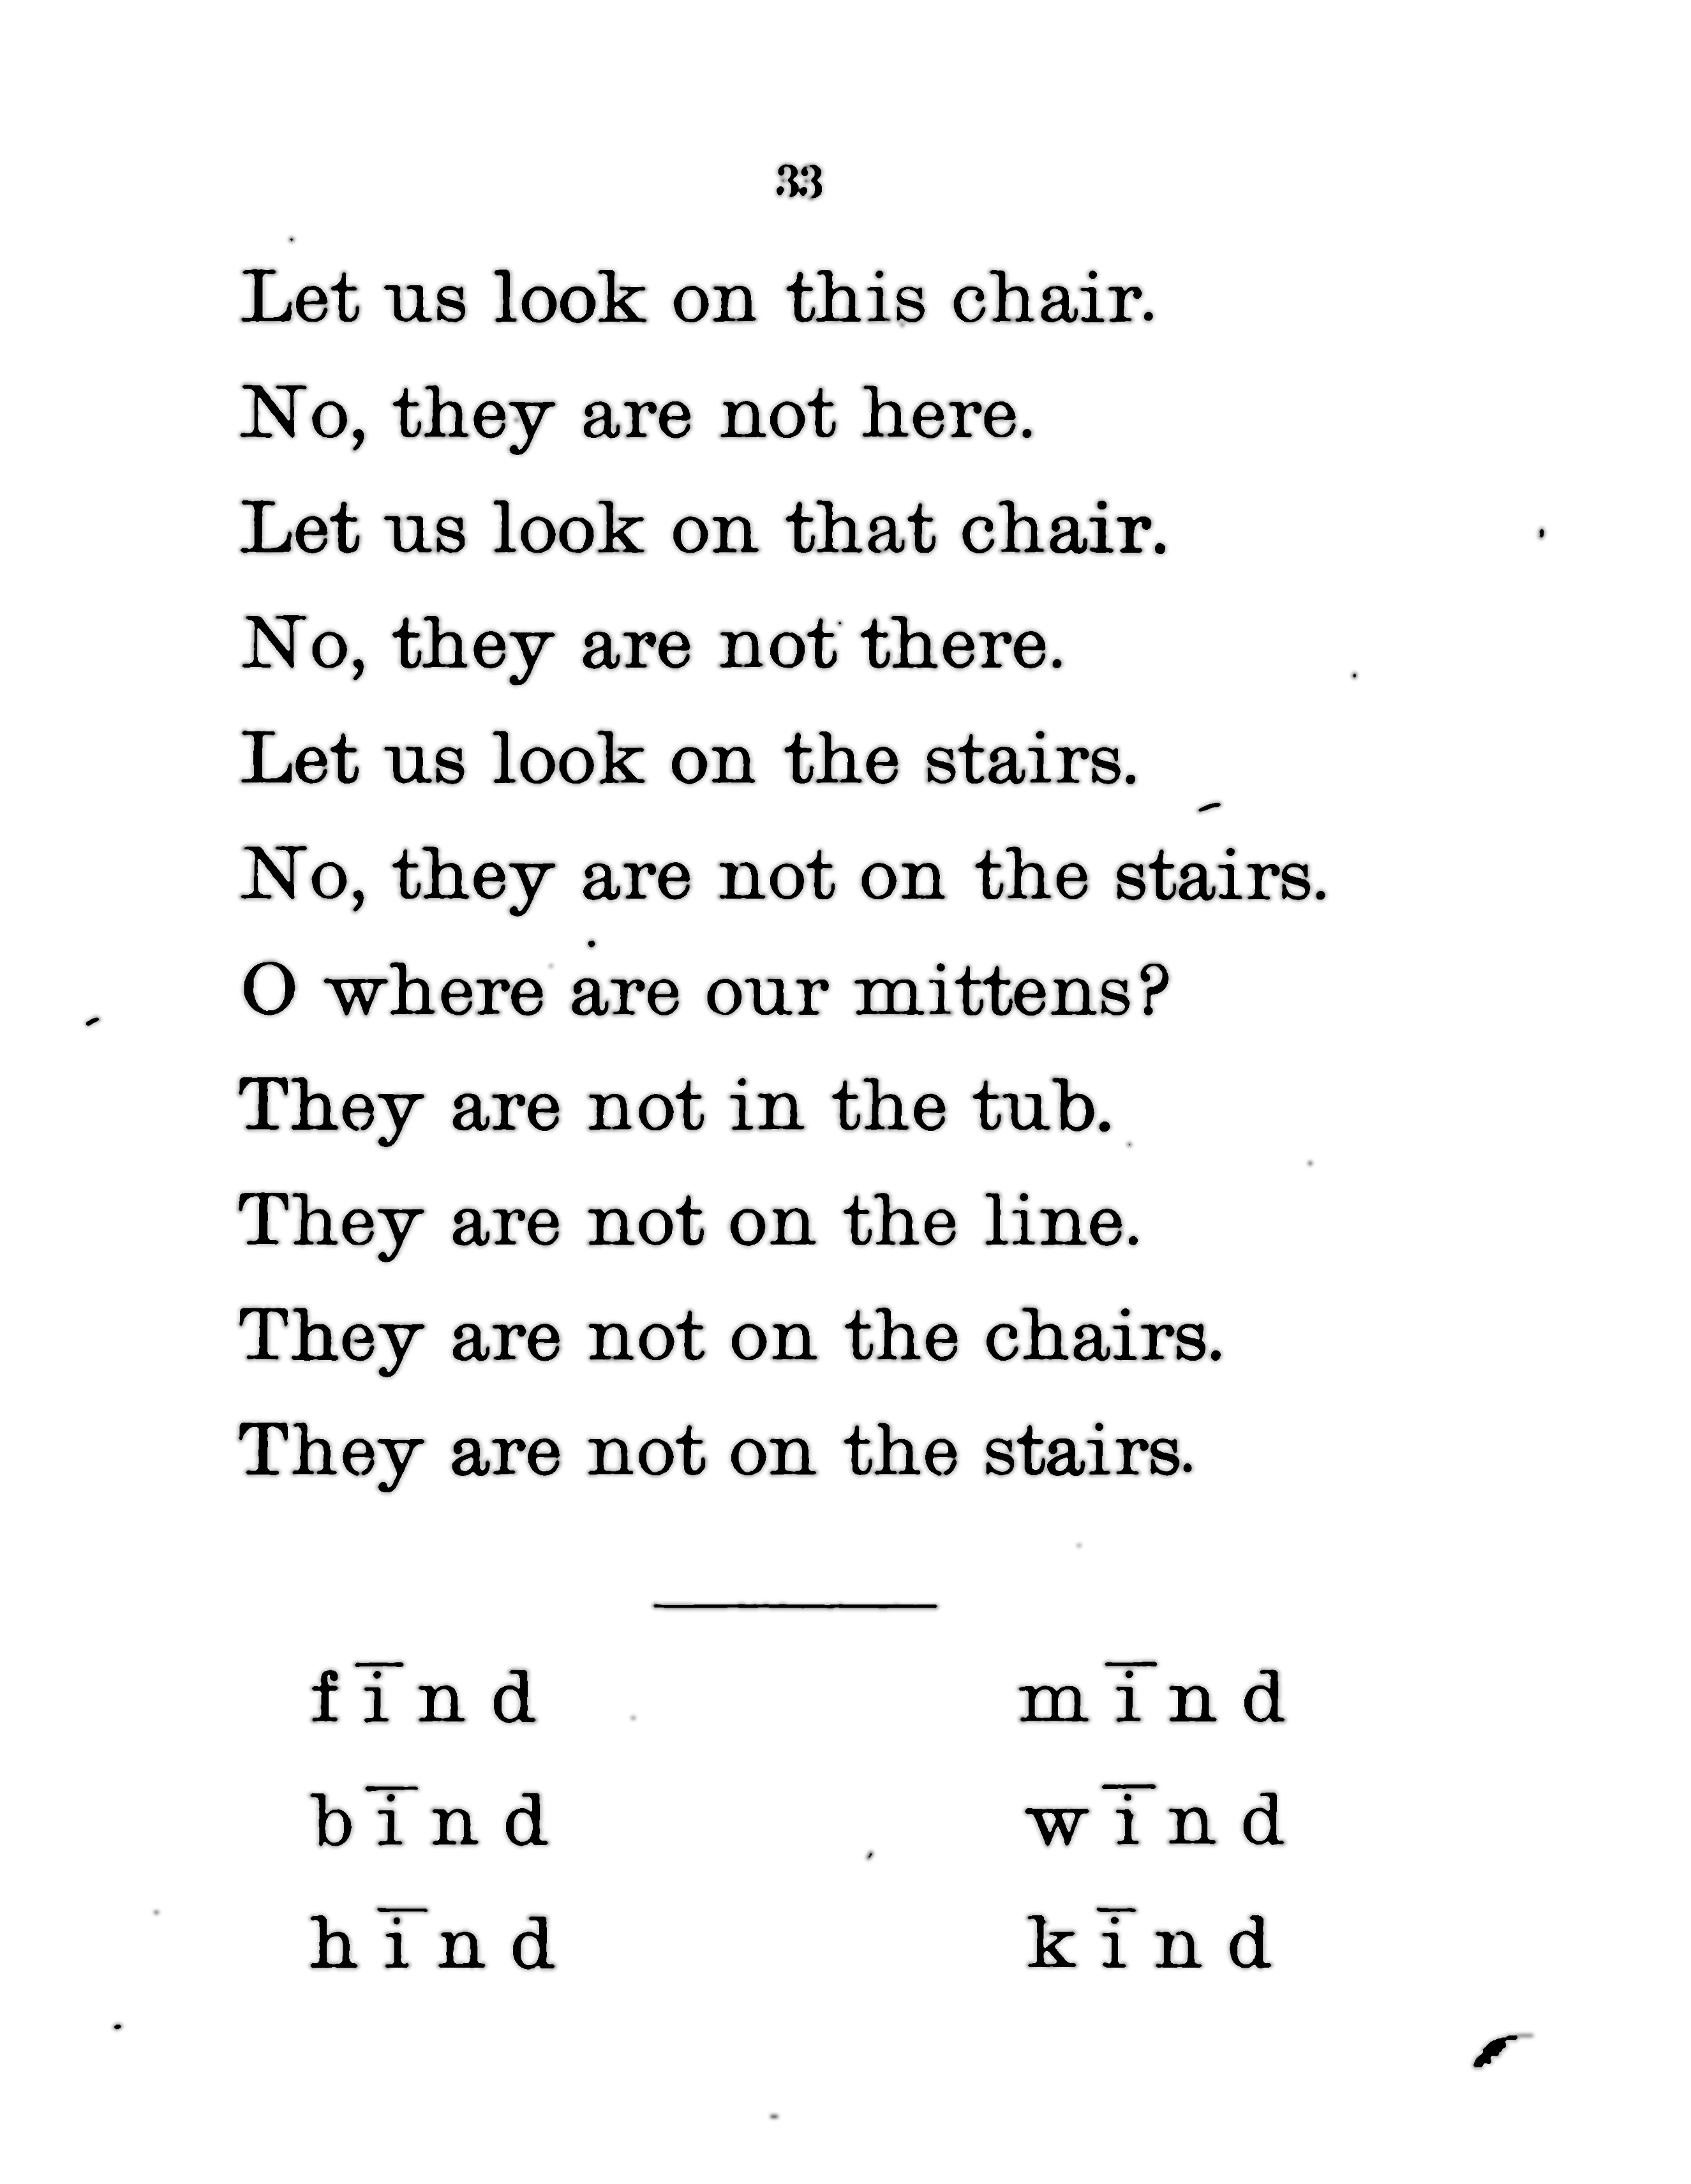 33
Let us look on this chair.
No, they are not here.
Let us look on that chair.
No, they are not there.
Let us look on the stairs.
No, they are not on the stairs.
O where are our mittens?
They are not in the tub.
They are not on the line.
They are not on the chairs.
They are not on the stairs.
f ī n d    m ī n d
b ī n d    w ī n d
h ī n d    k ī n d